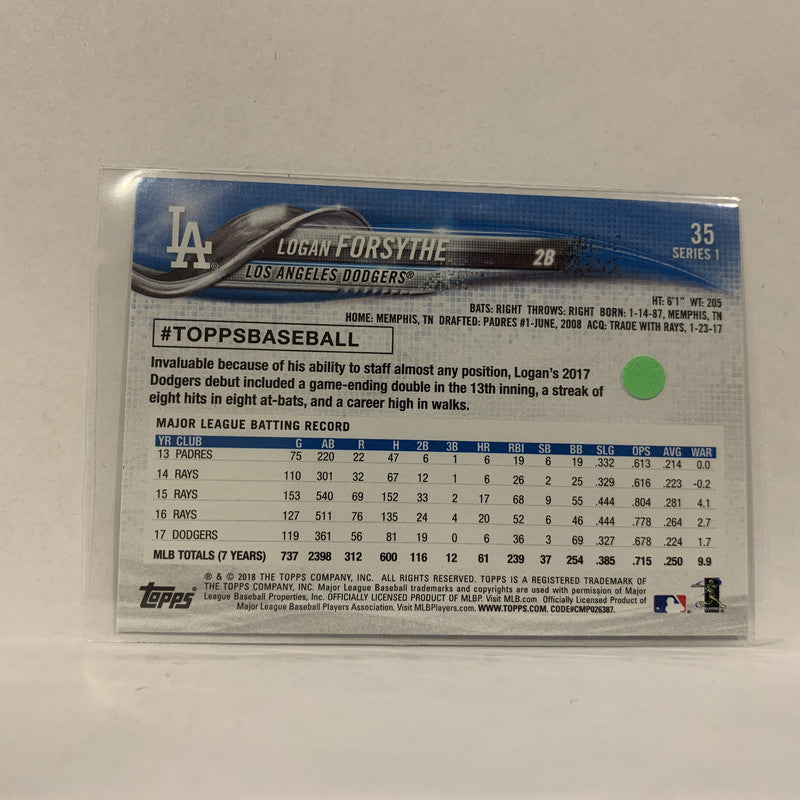 LA
LOGAN FORSYTHE 2B
LOS ANGELES DODGERS®
35
SERIES 1
HT: 6'1" WT: 205
BATS: RIGHT THROWS: RIGHT BORN: 1-14-87, MEMPHIS, TN
HOME: MEMPHIS, TN DRAFTED: PADRES #1-JUNE, 2008 ACQ: TRADE WITH RAYS, 1-23-17
#TOPPSBASEBALL
Invaluable because of his ability to staff almost any position, Logan's 2017
Dodgers debut included a game-ending double in the 13th inning, a streak of
eight hits in eight at-bats, and a career high in walks.
MAJOR LEAGUE BATTING RECORD
YR CLUB G AB R H 2B 3B HR RBI SB BB SLG OPS AVG WAR
13 PADRES 75 220 22 47 6 1 6 19 6 19 .332 .613 .214 0.0
14 RAYS 110 301 32 67 12 1 6 26 2 25 .329 .616 .223 -0.2
15 RAYS 153 540 69 152 33 2 17 68 9 55 .444 .804 .281 4.1
16 RAYS 127 511 76 135 24 4 20 52 6 46 .444 .778 .264 2.7
17 DODGERS 119 361 56 81 19 0 6 36 3 69 .327 .678 .224 1.7
MLB TOTALS (7 YEARS) 737 2398 312 600 116 12 61 239 37 254 .385 .715 .250 9.9
topps
® & © 2018 THE TOPPS COMPANY, INC. ALL RIGHTS RESERVED. TOPPS IS A REGISTERED TRADEMARK OF
THE TOPPS COMPANY, INC. Major League Baseball trademarks and copyrights are used with permission of Major
League Baseball Properties, Inc. OFFICIALLY LICENSED PRODUCT OF MLBP. Visit MLB.com Officially Licensed Product of
Major League Baseball Players Association. Visit MLBPlayers.com. WWW.TOPPS.COM. CODE#CMP026387.